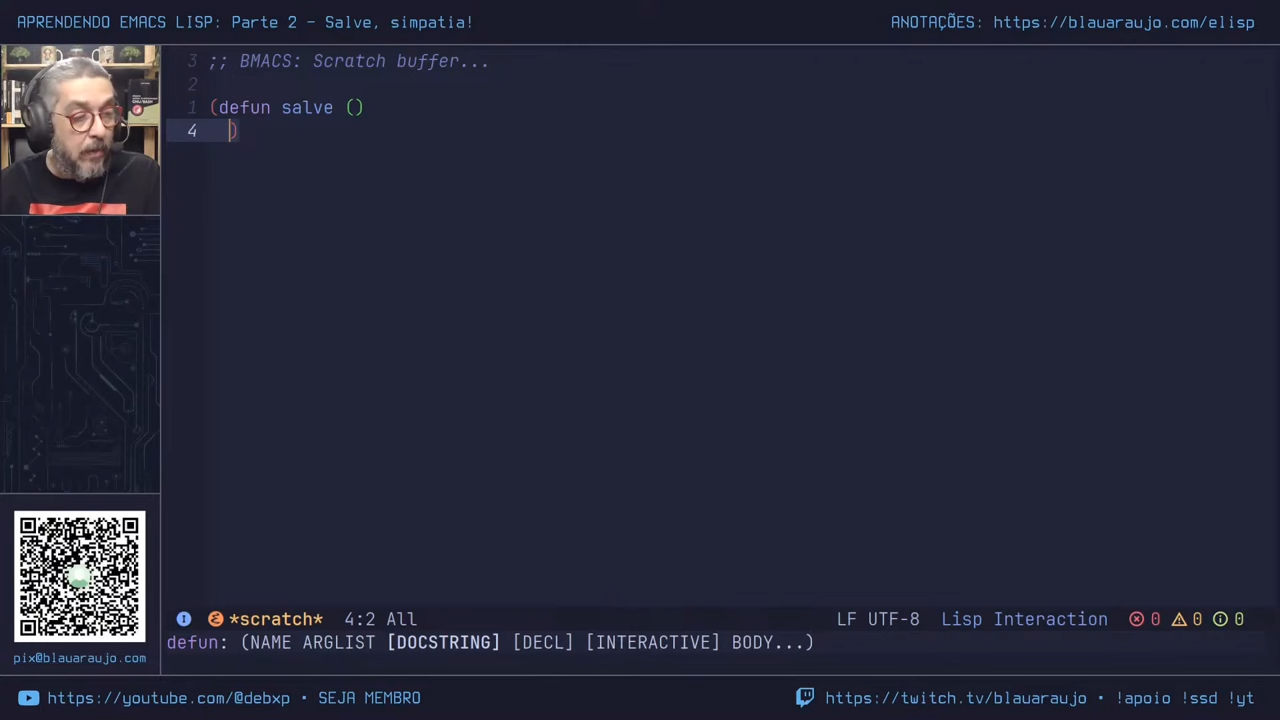 APRENDENDO EMACS LISP: Parte 2 - Salve, simpatia!
ANOTAÇÕES: https://blauaraujo.com/elisp
3 ;; BMACS: Scratch buffer...
2
1 (defun salve ()
4 )
*scratch* 4:2 All LF UTF-8 Lisp Interaction 0 0 0
defun: (NAME ARGLIST [DOCSTRING] [DECL] [INTERACTIVE] BODY...)
pix@blauaraujo.com
https://youtube.com/@debxp • SEJA MEMBRO
https://twitch.tv/blauaraujo • !apoio !ssd !yt